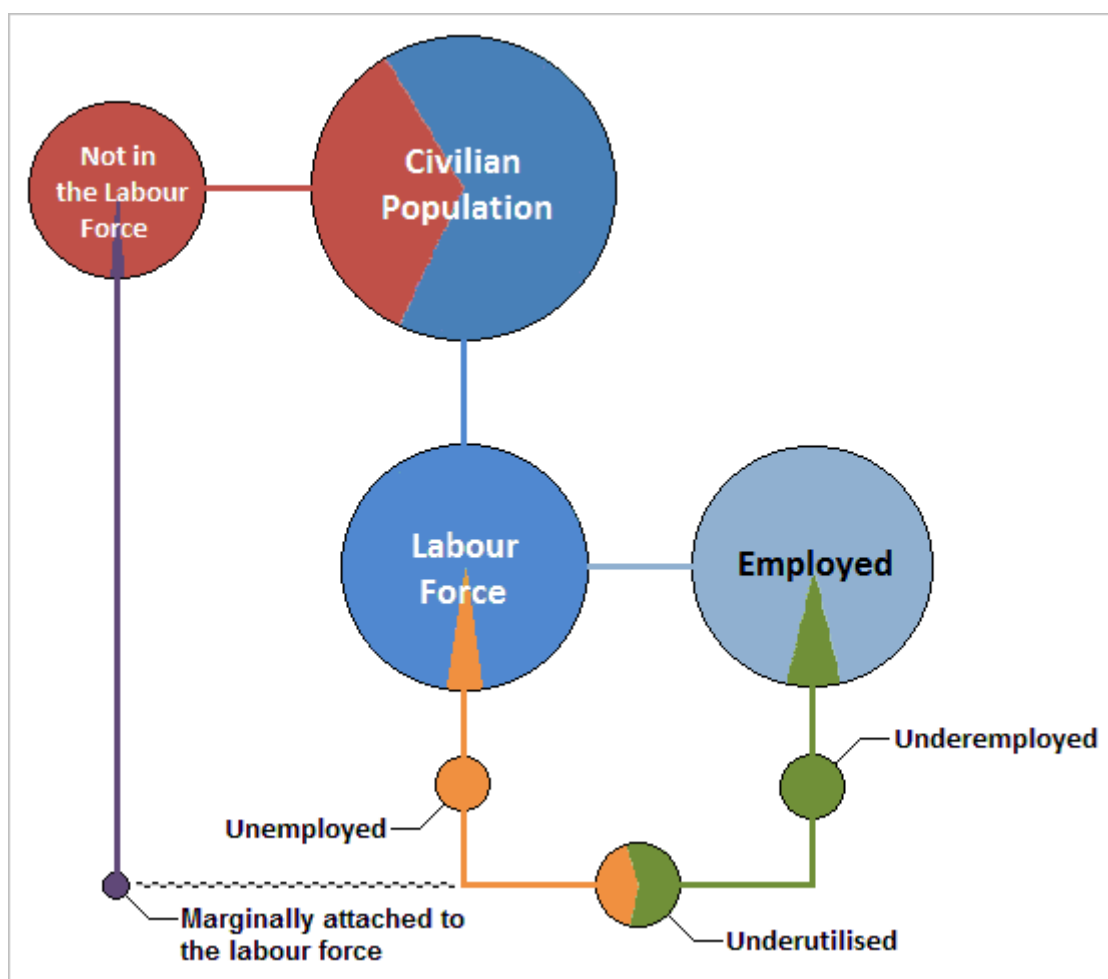 Not in
the Labour
Force
Civilian
Population
Labour
Force
Employed
Underemployed
Unemployed
Marginally attached to
the labour force
Underutilised